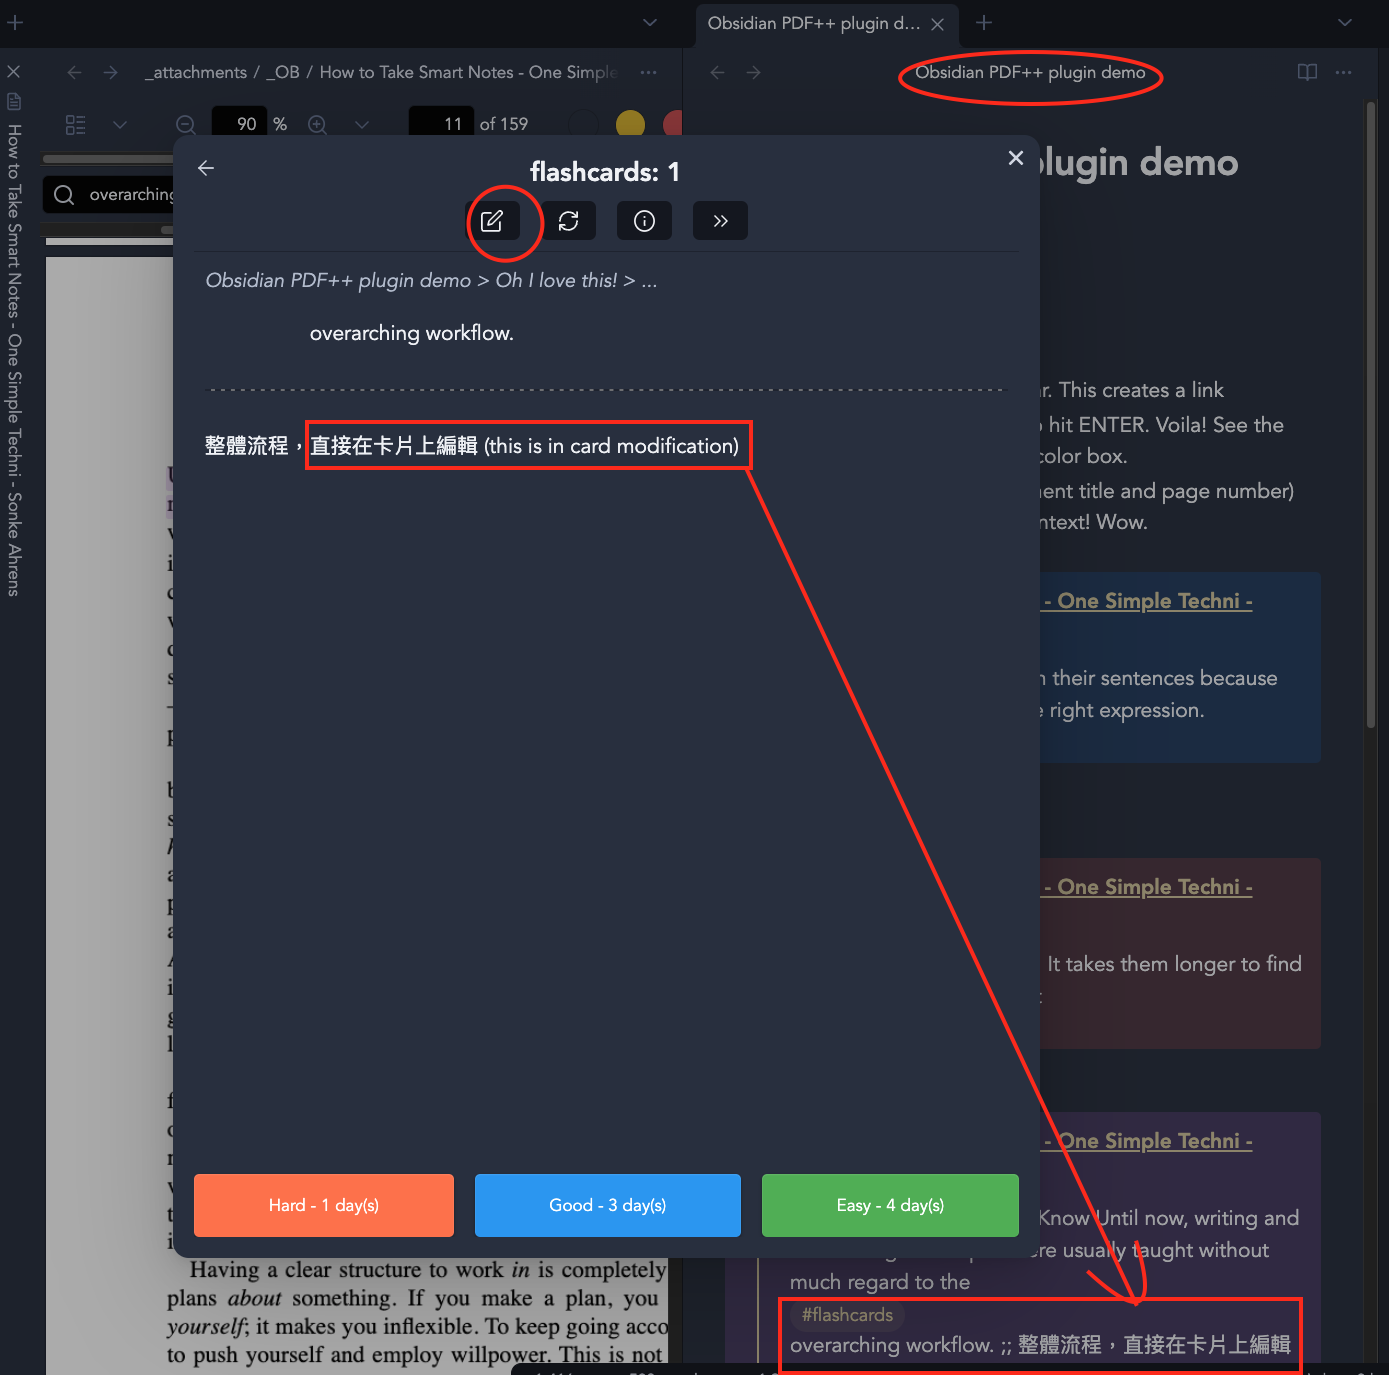 Obsidian PDF++ plugin d...
_attachments / _OB / How to Take Smart Notes - One Simple
Obsidian PDF++ plugin demo
90 %
11 of 159
How to Take Smart Notes - One Simple Techni - Sonke Ahrens
overarching
plugin demo
flashcards: 1
Obsidian PDF++ plugin demo > Oh I love this! > ...
overarching workflow.
整體流程，直接在卡片上編輯 (this is in card modification)
Hard - 1 day(s)
Good - 3 day(s)
Easy - 4 day(s)
This creates a link
hit ENTER. Voila! See the
color box.
title and page number)
Wow.
- One Simple Techni -
their sentences because
right expression.
- One Simple Techni -
It takes them longer to find
- One Simple Techni -
Know Until now, writing and
usually taught without
much regard to the
#flashcards
overarching workflow. ;; 整體流程，直接在卡片上編輯
Having a clear structure to work in is completely
plans about something. If you make a plan, you
yourself; it makes you inflexible. To keep going
to push yourself and employ willpower. This is not